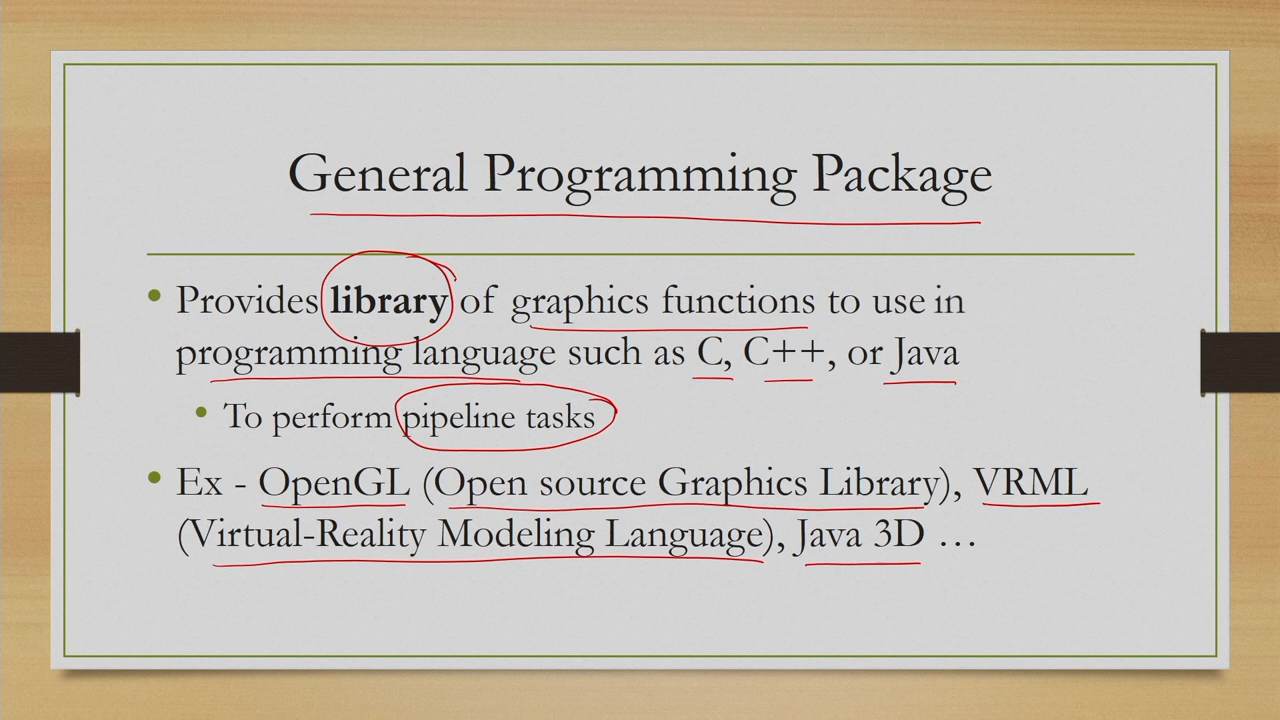 General Programming Package
• Provides library of graphics functions to use in
programming language such as C, C++, or Java
• To perform pipeline tasks
• Ex - OpenGL (Open source Graphics Library), VRML
(Virtual-Reality Modeling Language), Java 3D …